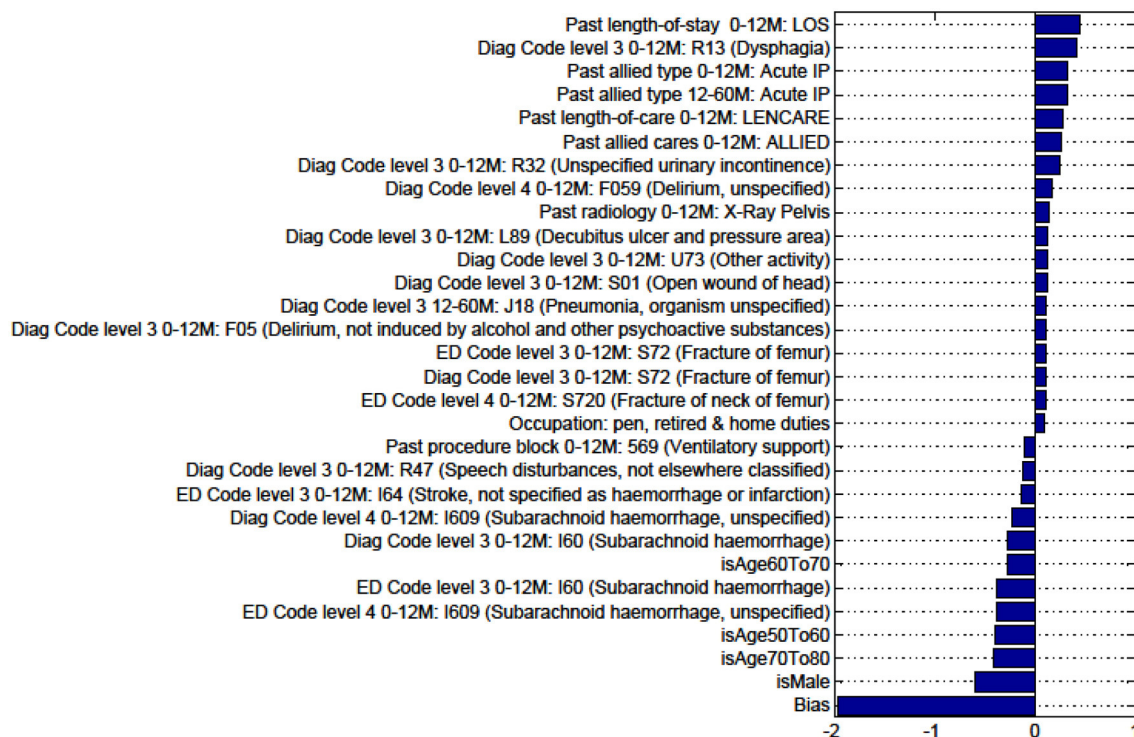 Past length-of-stay 0-12M: LOS
Diag Code level 3 0-12M: R13 (Dysphagia)
Past allied type 0-12M: Acute IP
Past allied type 12-60M: Acute IP
Past length-of-care 0-12M: LENCARE
Past allied cares 0-12M: ALLIED
Diag Code level 3 0-12M: R32 (Unspecified urinary incontinence)
Diag Code level 4 0-12M: F059 (Delirium, unspecified)
Past radiology 0-12M: X-Ray Pelvis
Diag Code level 3 0-12M: L89 (Decubitus ulcer and pressure area)
Diag Code level 3 0-12M: U73 (Other activity)
Diag Code level 3 0-12M: S01 (Open wound of head)
Diag Code level 3 12-60M: J18 (Pneumonia, organism unspecified)
Diag Code level 3 0-12M: F05 (Delirium, not induced by alcohol and other psychoactive substances)
ED Code level 3 0-12M: S72 (Fracture of femur)
Diag Code level 3 0-12M: S72 (Fracture of femur)
ED Code level 4 0-12M: S720 (Fracture of neck of femur)
Occupation: pen, retired & home duties
Past procedure block 0-12M: 569 (Ventilatory support)
Diag Code level 3 0-12M: R47 (Speech disturbances, not elsewhere classified)
ED Code level 3 0-12M: I64 (Stroke, not specified as haemorrhage or infarction)
Diag Code level 4 0-12M: I609 (Subarachnoid haemorrhage, unspecified)
Diag Code level 3 0-12M: I60 (Subarachnoid haemorrhage)
isAge60To70
ED Code level 3 0-12M: I60 (Subarachnoid haemorrhage)
ED Code level 4 0-12M: I609 (Subarachnoid haemorrhage, unspecified)
isAge50To60
isAge70To80
isMale
Bias
-2 -1 0 1